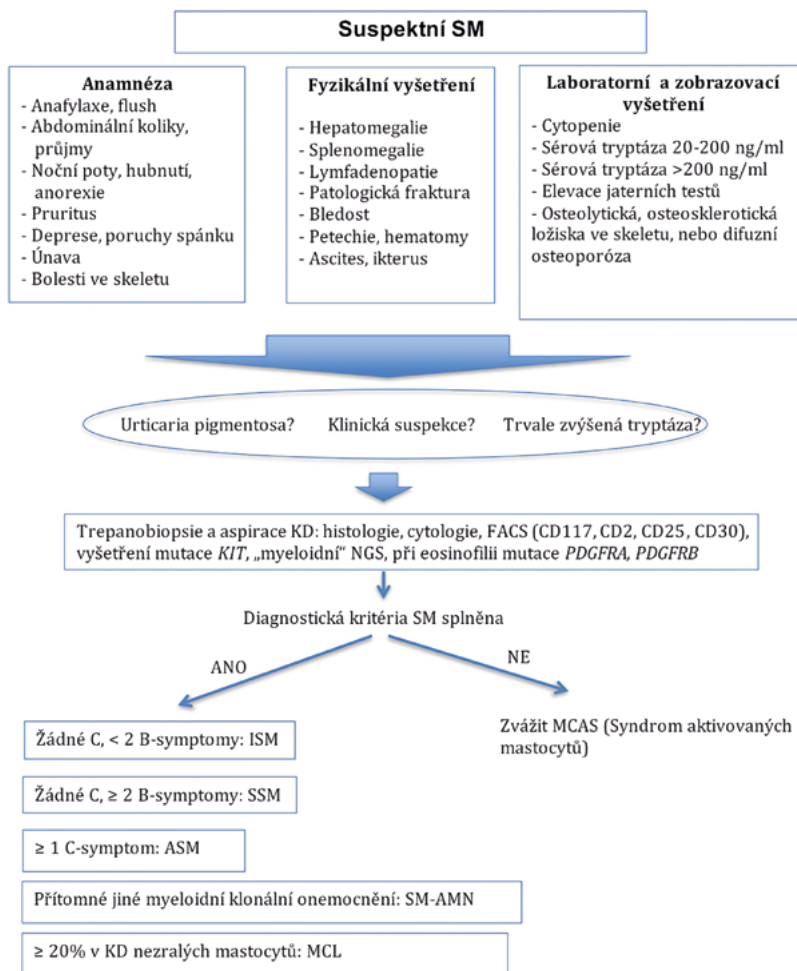 Suspektní SM
Anamnéza
- Anafylaxe, flush
- Abdominální koliky,
průjmy
- Noční poty, hubnutí,
anorexie
- Pruritus
- Deprese, poruchy spánku
- Únava
- Bolesti ve skeletu
Fyzikální vyšetření
- Hepatomegalie
- Splenomegalie
- Lymfadenopatie
- Patologická fraktura
- Bledost
- Petechie, hematomy
- Ascites, ikterus
Laboratorní a zobrazovací
vyšetření
- Cytopenie
- Sérová tryptáza 20-200 ng/ml
- Sérová tryptáza >200 ng/ml
- Elevace jaterních testů
- Osteolytická, osteosklerotická
ložiska ve skeletu, nebo difuzní
osteoporóza
Urticaria pigmentosa? Klinická suspekce? Trvale zvýšená tryptáza?
Trepanobiopsie a aspirace KD: histologie, cytologie, FACS (CD117, CD2, CD25, CD30),
vyšetření mutace KIT, „myeloidní“ NGS, při eosinofilii mutace PDGFRA, PDGFRB
Diagnostická kritéria SM splněna
ANO
NE
Žádné C, < 2 B-symptomy: ISM
Žádné C, ≥ 2 B-symptomy: SSM
≥ 1 C-symptom: ASM
Přítomné jiné myeloidní klonální onemocnění: SM-AMN
≥ 20% v KD nezralých mastocytů: MCL
Zvážit MCAS (Syndrom aktivovaných
mastocytů)